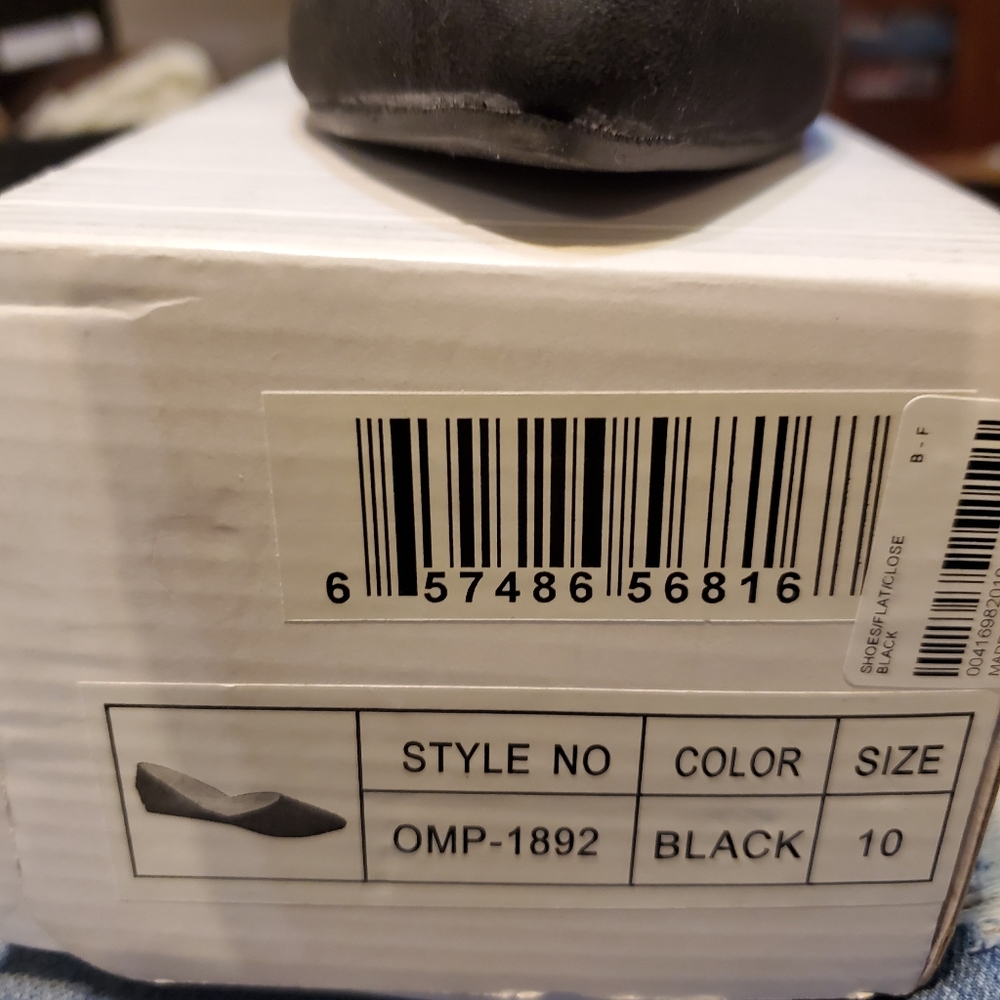 6 57486 56816
B - F
SHOES/FLAT/CLOSE
BLACK
STYLE NO COLOR SIZE
OMP-1892 BLACK 10